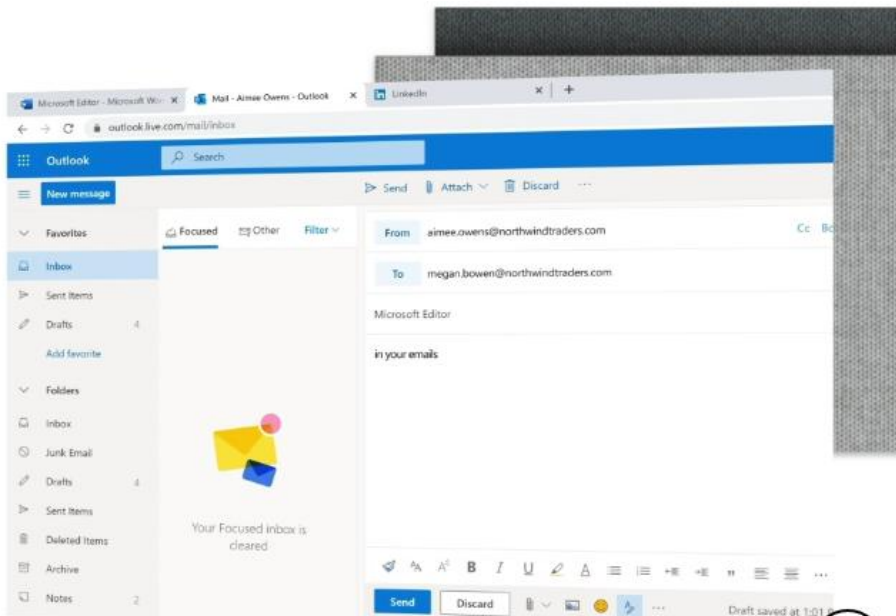 Microsoft Editor - Microsoft Wo
Mail - Aimee Owens - Outlook
LinkedIn
outlook.live.com/mail/inbox
Outlook
Search
New message
Send Attach Discard
Favorites
Focused Other Filter
From aimee.owens@northwindtraders.com Cc Bc
Inbox
To megan.bowen@northwindtraders.com
Sent Items
Microsoft Editor
Drafts 4
Add favorite
in your emails
Folders
Inbox
Junk Email
Drafts 4
Sent Items
Your Focused inbox is
cleared
Deleted Items
Archive
Notes 2
B I U A
Send Discard
Draft saved at 1:01